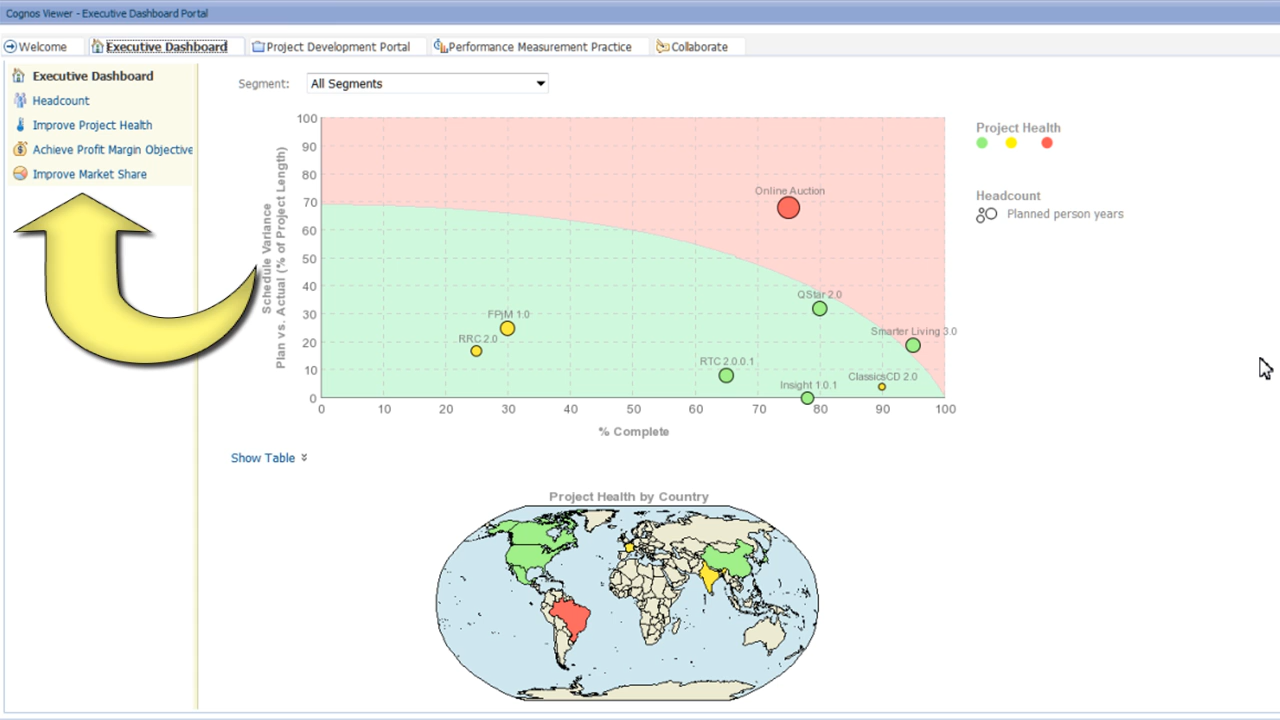 Cognos Viewer - Executive Dashboard Portal
Welcome
Executive Dashboard
Project Development Portal
Performance Measurement Practice
Collaborate
Executive Dashboard
Headcount
Improve Project Health
Achieve Profit Margin Objective
Improve Market Share
Segment:
All Segments
Schedule Variance
Plan vs. Actual (% of Project Length)
100
90
80
70
60
50
40
30
20
10
0
Online Auction
QStar 2.0
FPjM 1.0
Smarter Living 3.0
RRC 2.0
RTC 2.0.0.1
ClassicsCD 2.0
Insight 1.0.1
0 10 20 30 40 50 60 70 80 90 100
% Complete
Project Health
Headcount
Planned person years
Show Table
Project Health by Country